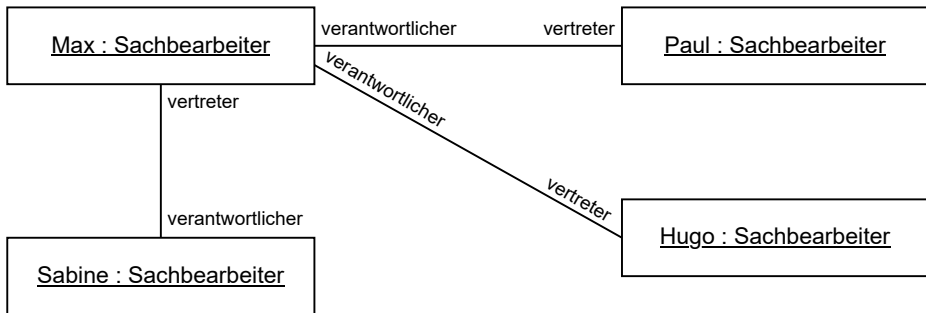 Max : Sachbearbeiter
verantwortlicher
vertreter
Paul : Sachbearbeiter
verantwortlicher
vertreter
vertreter
verantwortlicher
Hugo : Sachbearbeiter
Sabine : Sachbearbeiter